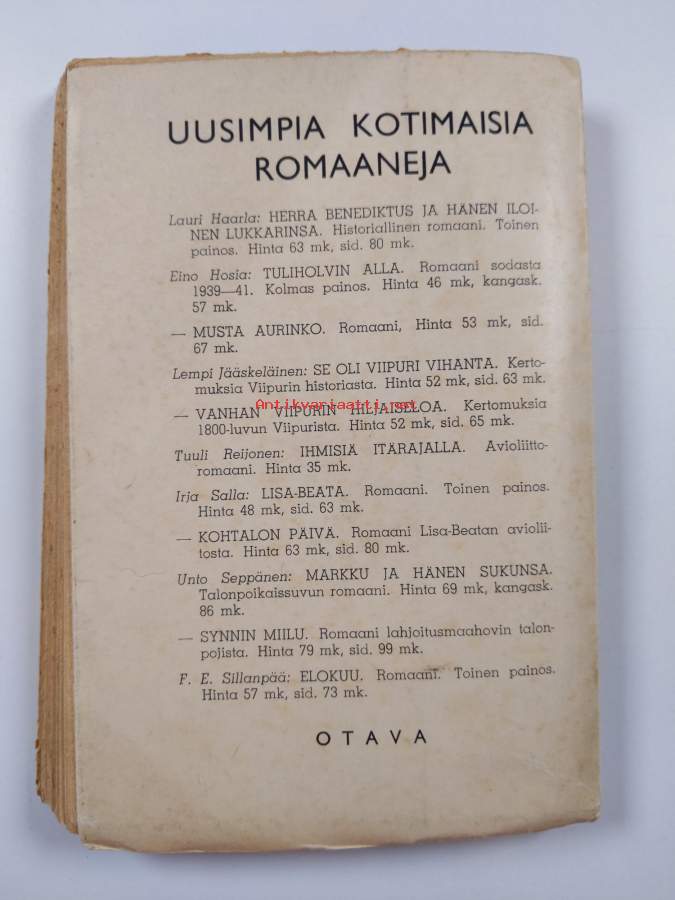 UUSIMPIA KOTIMAISIA
ROMAANEJA
Lauri Haarla: HERRA BENEDIKTUS JA HÄNEN ILOI-
NEN LUKKARINSA. Historiallinen romaani. Toinen
painos. Hinta 63 mk, sid. 80 mk.
Eino Hosia: TULIHOLVIN ALLA. Romaani sodasta
1939—41. Kolmas painos. Hinta 46 mk, kangask.
57 mk.
— MUSTA AURINKO. Romaani, Hinta 53 mk, sid.
67 mk.
Lempi Jääskeläinen: SE OLI VIIPURI VIHANTA. Kerto-
muksia Viipurin historiasta. Hinta 52 mk, sid. 63 mk.
Antikvariaatti.net
— VANHAN VIIPURIN HILJAISELOA. Kertomuksia
1800-luvun Viipurista. Hinta 52 mk, sid. 65 mk.
Tuuli Reijonen: IHMISIÄ ITÄRAJALLA. Avioliitto-
romaani. Hinta 35 mk.
Irja Salla: LISA-BEATA. Romaani. Toinen painos.
Hinta 48 mk, sid. 63 mk.
— KOHTALON PÄIVÄ. Romaani Lisa-Beatan avioli-
tosta. Hinta 63 mk, sid. 80 mk.
Unto Seppänen: MARKKU JA HÄNEN SUKUNSA.
Talonpoikaissuvun romaani. Hinta 69 mk, kangask.
86 mk.
— SYNNIN MIILU. Romaani lahjoitusmaahovin talon-
pojista. Hinta 79 mk, sid. 99 mk.
F. E. Sillanpää: ELOKUU. Romaani. Toinen painos.
Hinta 57 mk, sid. 73 mk.
OTAVA